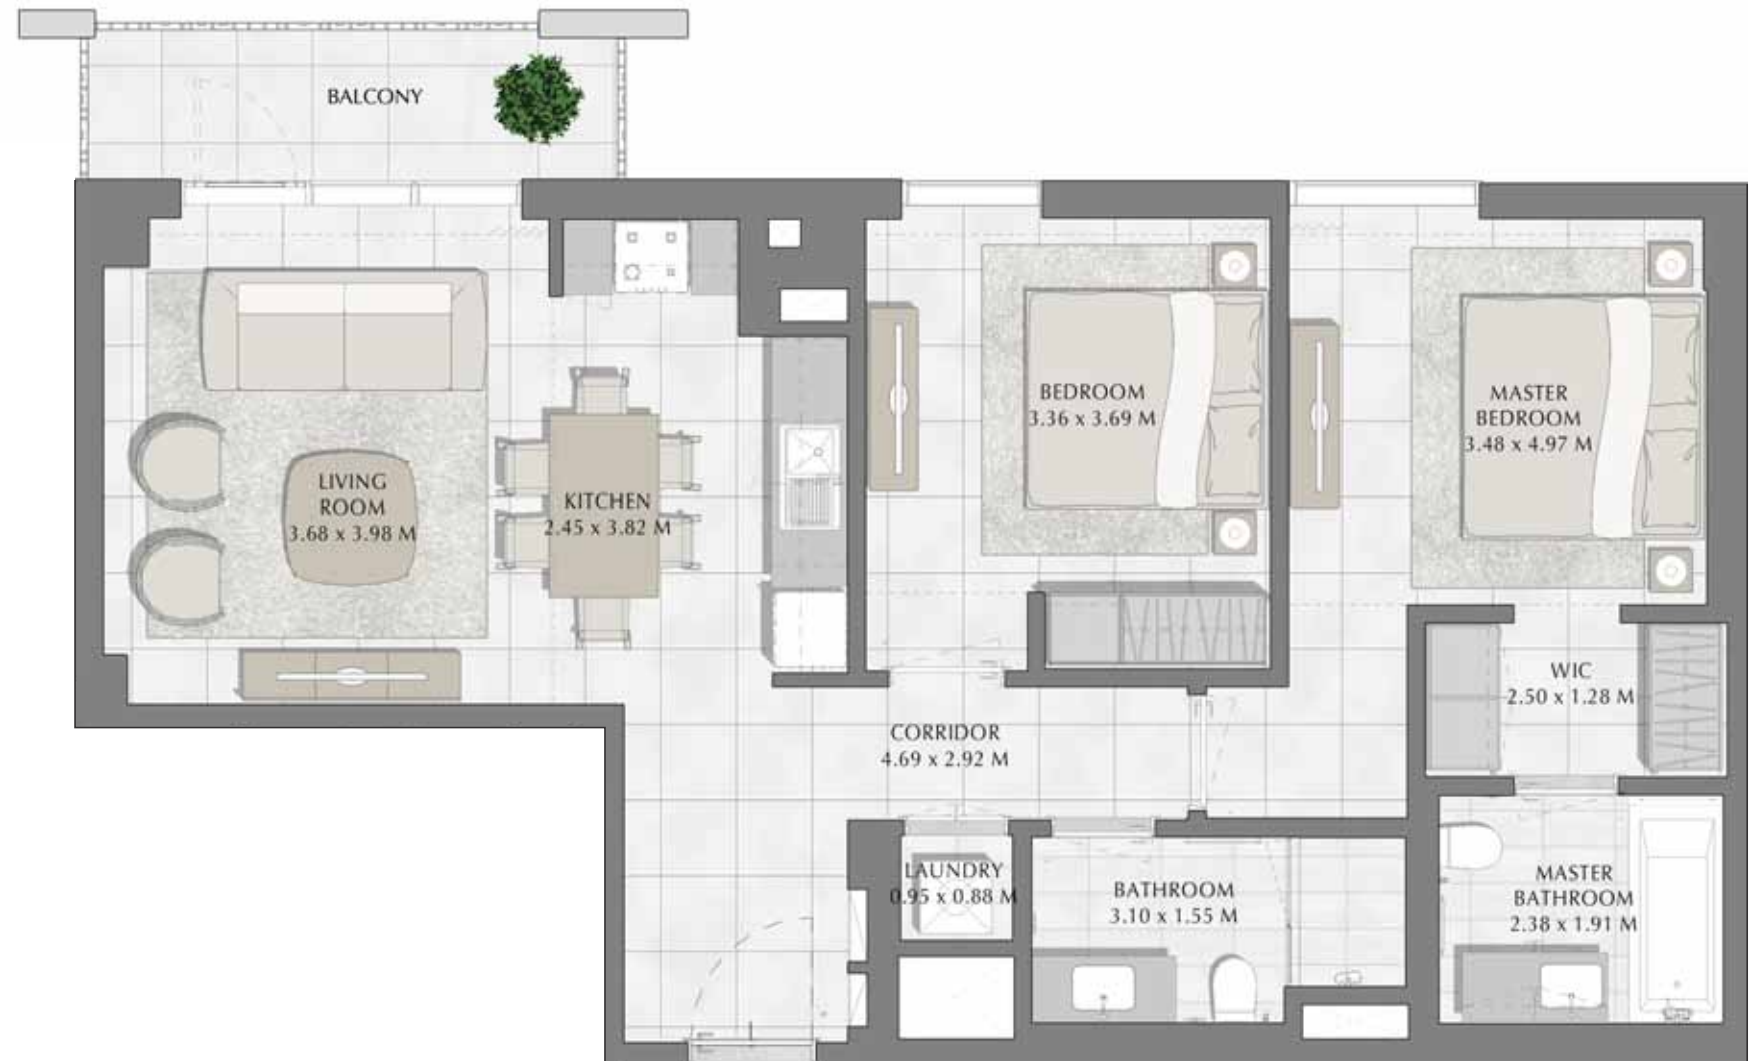 BALCONY
LIVING
ROOM
3.68 x 3.98 M
KITCHEN
2.45 x 3.82 M
BEDROOM
3.36 x 3.69 M
MASTER
BEDROOM
3.48 x 4.97 M
WIC
2.50 x 1.28 M
CORRIDOR
4.69 x 2.92 M
LAUNDRY
0.95 x 0.88 M
BATHROOM
3.10 x 1.55 M
MASTER
BATHROOM
2.38 x 1.91 M